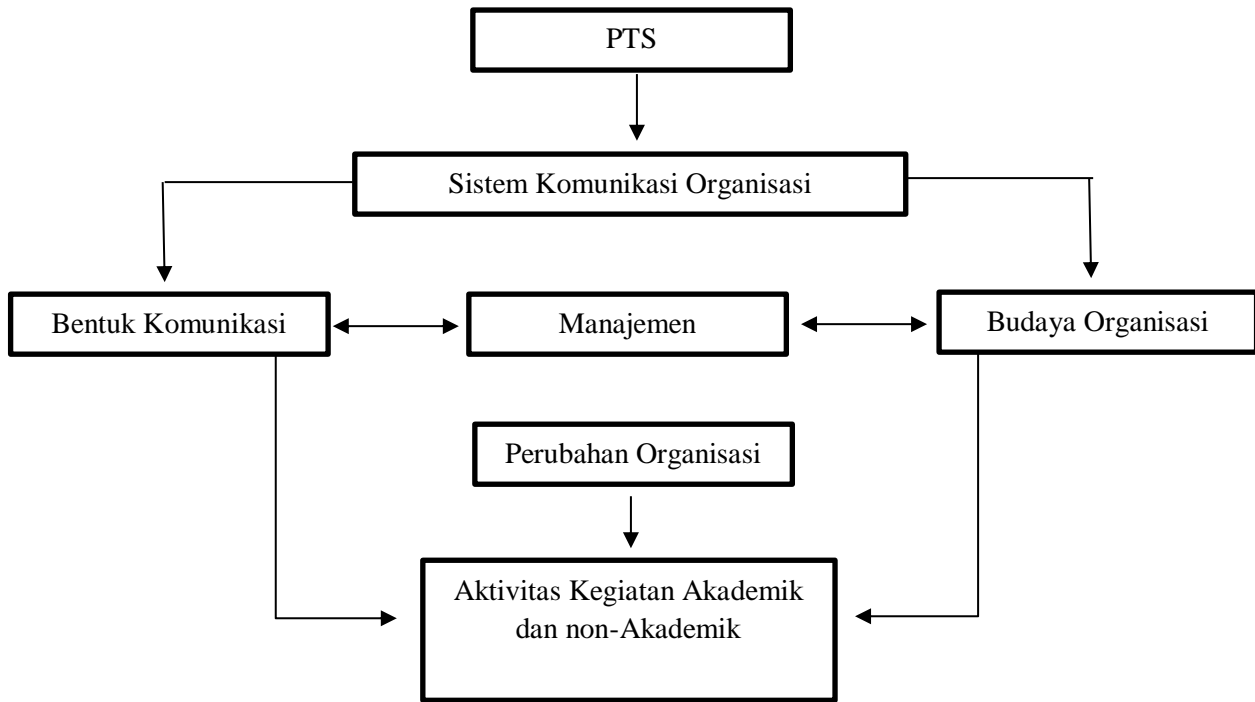 PTS
Sistem Komunikasi Organisasi
Bentuk Komunikasi
Manajemen
Budaya Organisasi
Perubahan Organisasi
Aktivitas Kegiatan Akademik
dan non-Akademik